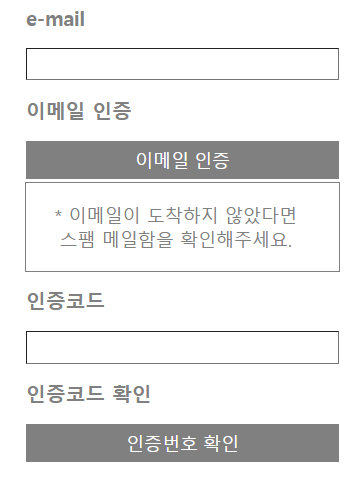 e-mail
이메일 인증
이메일 인증
* 이메일이 도착하지 않았다면
스팸 메일함을 확인해주세요.
인증코드
인증코드 확인
인증번호 확인